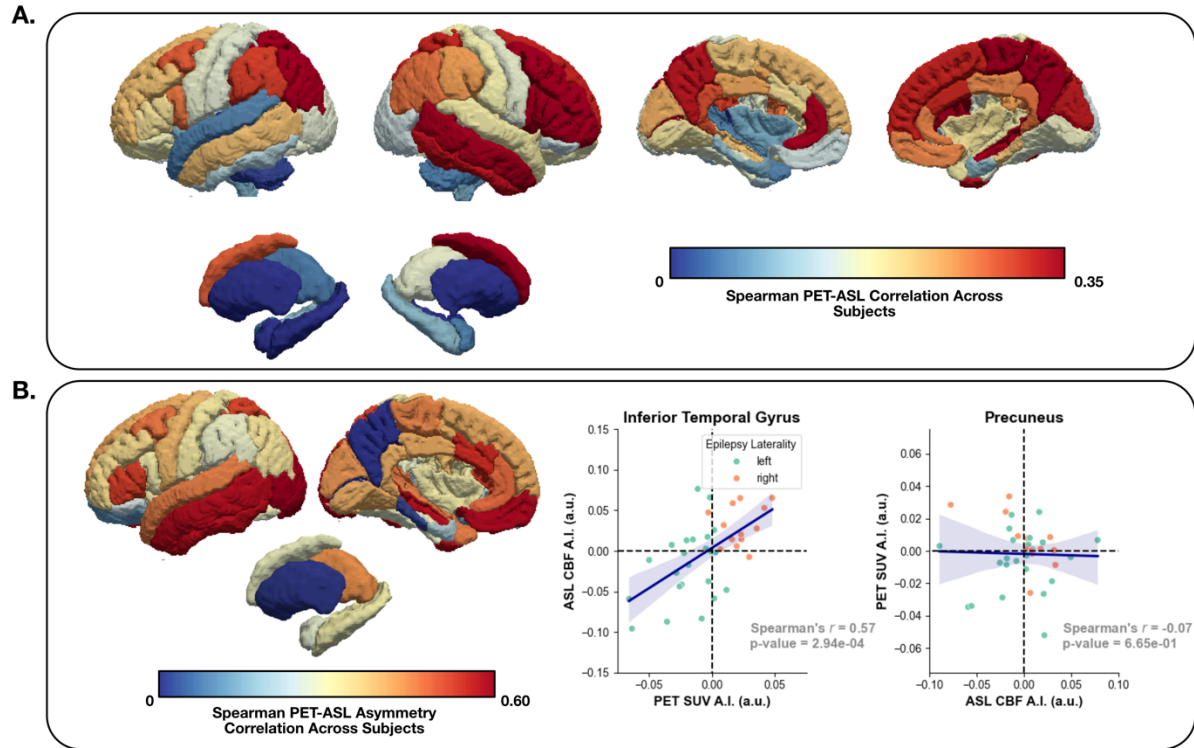 A.
0
0.35
Spearman PET-ASL Correlation Across
Subjects
B.
0
0.60
Spearman PET-ASL Asymmetry
Correlation Across Subjects
Inferior Temporal Gyrus
Epilepsy Laterality
left
right
0.15
0.10
0.05
0.00
−0.05
−0.10
−0.15
ASL CBF A.I. (a.u.)
Spearman's r = 0.57
p-value = 2.94e-04
−0.05
0.00
0.05
PET SUV A.I. (a.u.)
Precuneus
0.06
0.04
0.02
0.00
−0.02
−0.04
−0.06
PET SUV A.I. (a.u.)
Spearman's r = -0.07
p-value = 6.65e-01
−0.10
−0.05
0.00
0.05
0.10
ASL CBF A.I. (a.u.)